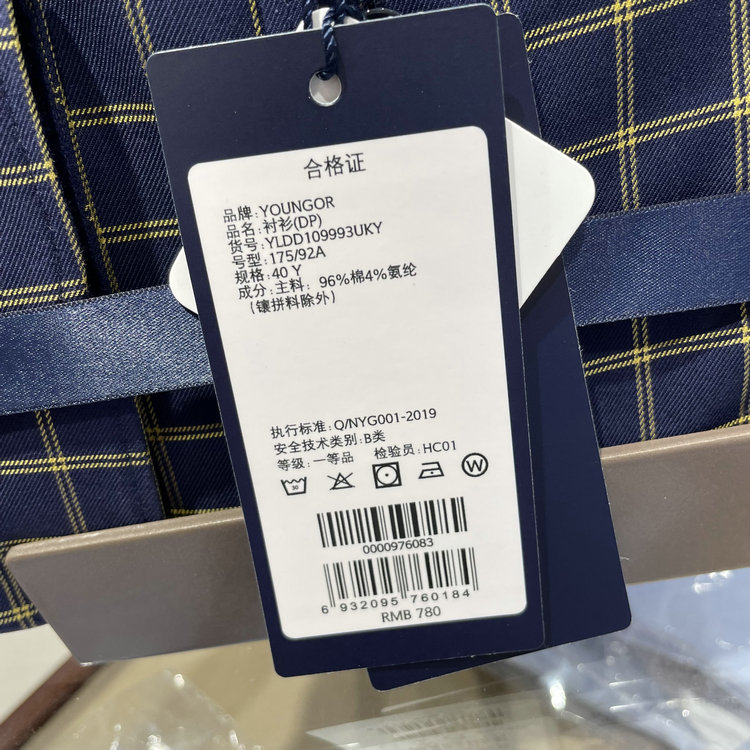 合格证
品牌:YOUNGOR
品名:衬衫(DP)
货号:YLDD109993UKY
号型:175/92A
规格:40 Y
成分:主料: 96%棉4%氨纶
(镶拼料除外)
执行标准:Q/NYG001-2019
安全技术类别:B类
等级:一等品 检验员:HC01
30 W
0000976083
6 932095 760184
RMB 780